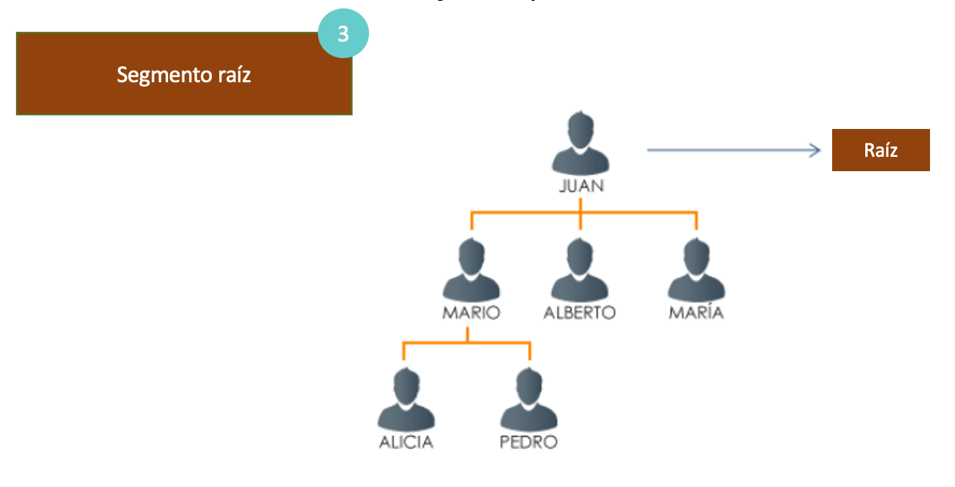 3
Segmento raíz
Raíz
JUAN
MARIO
ALBERTO
MARÍA
ALICIA
PEDRO